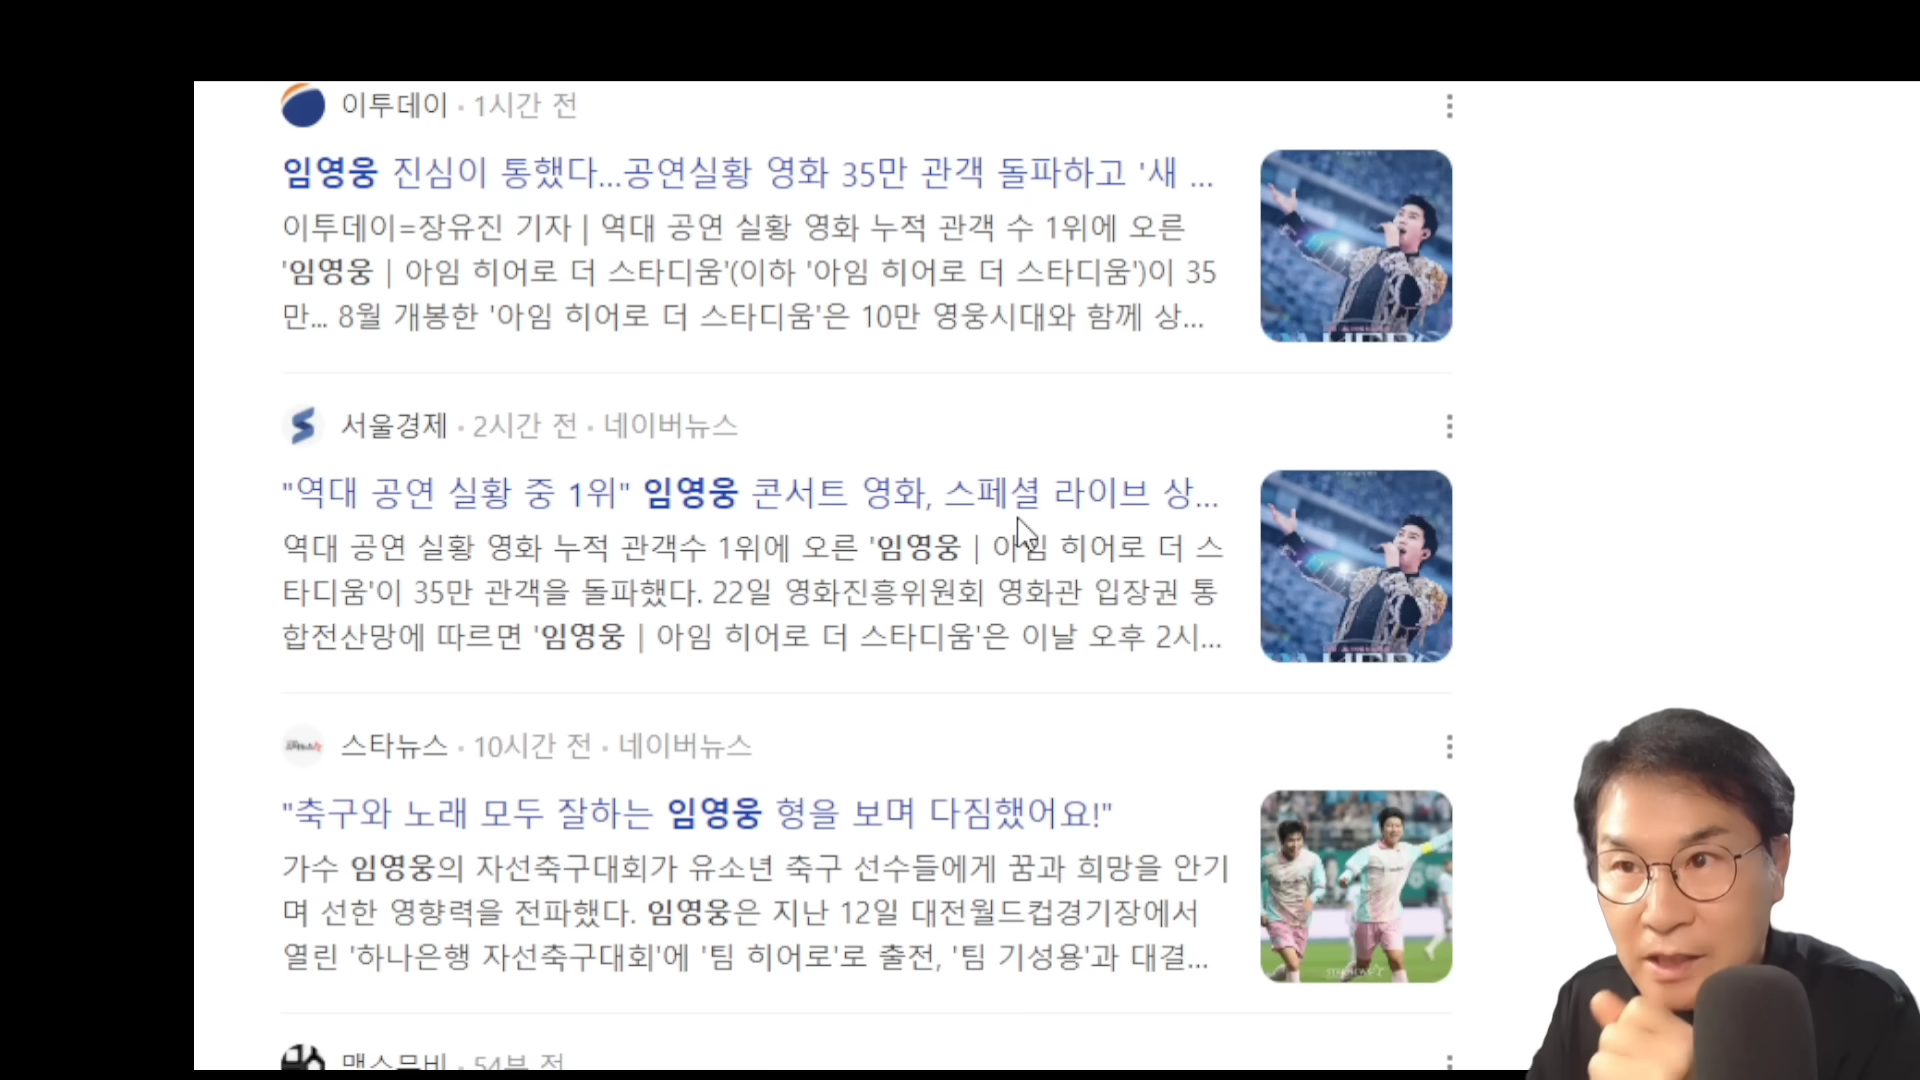 이투데이 · 1시간 전
임영웅 진심이 통했다...공연실황 영화 35만 관객 돌파하고 '새 ...
이투데이=장유진 기자 | 역대 공연 실황 영화 누적 관객 수 1위에 오른
'임영웅 | 아임 히어로 더 스타디움'(이하 '아임 히어로 더 스타디움')이 35
만... 8월 개봉한 '아임 히어로 더 스타디움'은 10만 영웅시대와 함께 상...
서울경제 · 2시간 전 · 네이버뉴스
"역대 공연 실황 중 1위" 임영웅 콘서트 영화, 스페셜 라이브 상...
역대 공연 실황 영화 누적 관객수 1위에 오른 '임영웅 | 아임 히어로 더 스
타디움'이 35만 관객을 돌파했다. 22일 영화진흥위원회 영화관 입장권 통
합전산망에 따르면 '임영웅 | 아임 히어로 더 스타디움'은 이날 오후 2시...
스타뉴스 · 10시간 전 · 네이버뉴스
"축구와 노래 모두 잘하는 임영웅 형을 보며 다짐했어요!"
가수 임영웅의 자선축구대회가 유소년 축구 선수들에게 꿈과 희망을 안기
며 선한 영향력을 전파했다. 임영웅은 지난 12일 대전월드컵경기장에서
열린 '하나은행 자선축구대회'에 '팀 히어로'로 출전, '팀 기성용'과 대결...
맥스무비 · 54분 전